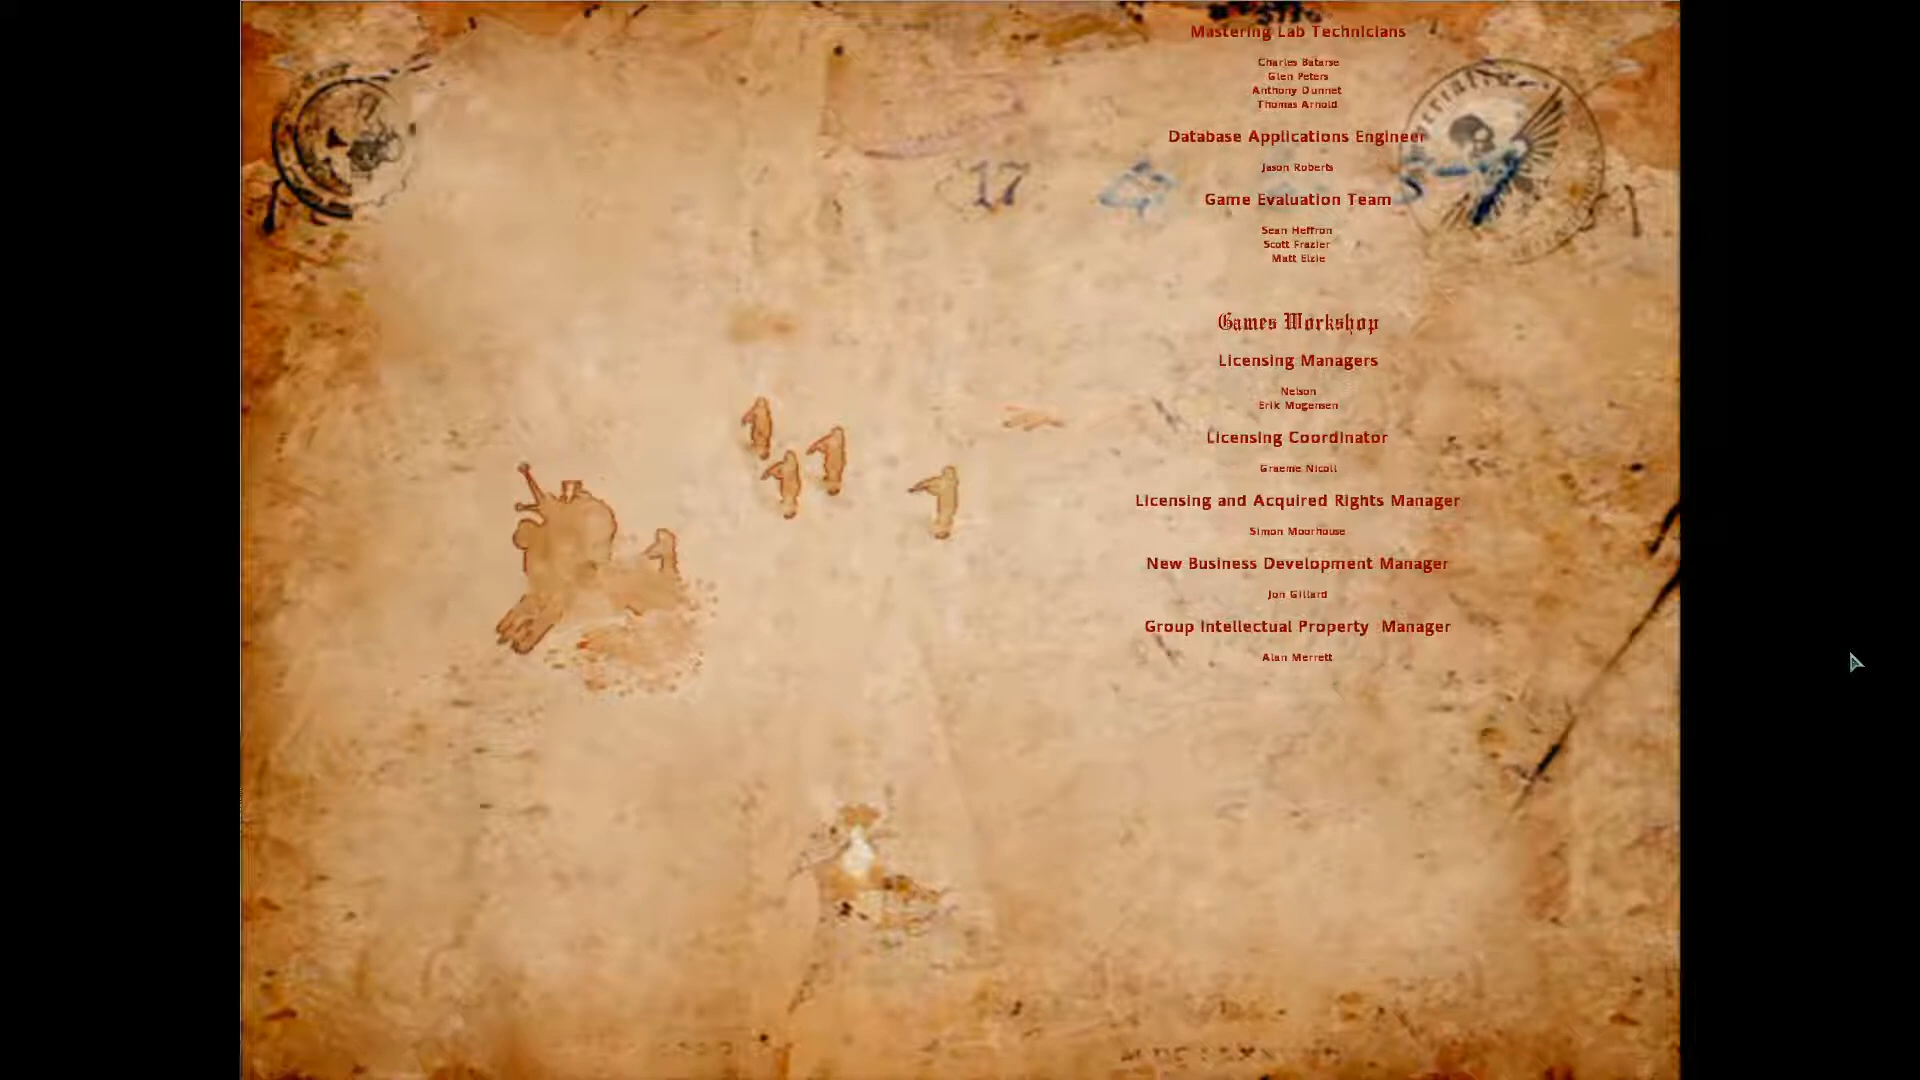 Mastering Lab Technicians
Charles Batarse
Glen Peters
Anthony Dunnet
Thomas Arnold
Database Applications Engineer
Jason Roberts
17
Game Evaluation Team
Sean Heffron
Scott Frazier
Matt Elzie
Games Workshop
Licensing Managers
Nelson
Erik Mogensen
Licensing Coordinator
Graeme Nicoll
Licensing and Acquired Rights Manager
Simon Moorhouse
New Business Development Manager
Jon Gillard
Group Intellectual Property  Manager
Alan Merrett